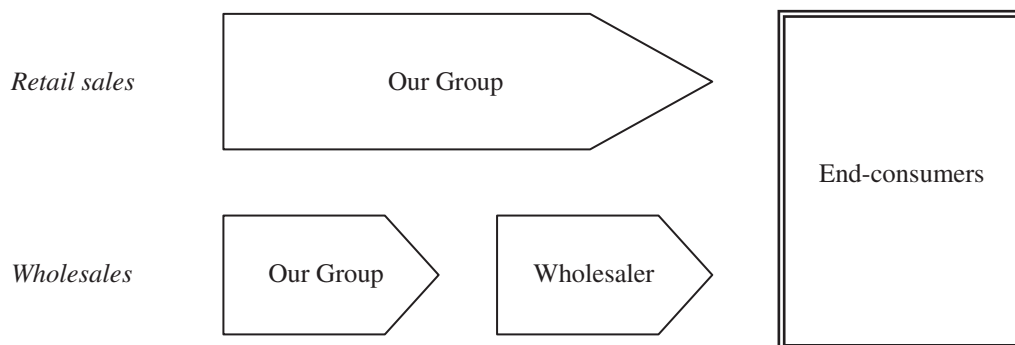 Retail sales
Our Group
End-consumers
Wholesales
Our Group
Wholesaler